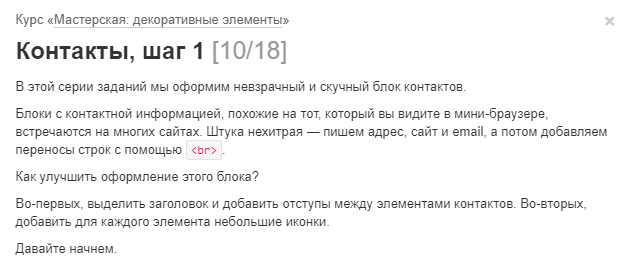 Курс «Мастерская: декоративные элементы»
Контакты, шаг 1 [10/18]
В этой серии заданий мы оформим невзрачный и скучный блок контактов.
Блоки с контактной информацией, похожие на тот, который вы видите в мини-браузере,
встречаются на многих сайтах. Штука нехитрая — пишем адрес, сайт и email, а потом добавляем
переносы строк с помощью <br>.
Как улучшить оформление этого блока?
Во-первых, выделить заголовок и добавить отступы между элементами контактов. Во-вторых,
добавить для каждого элемента небольшие иконки.
Давайте начнем.